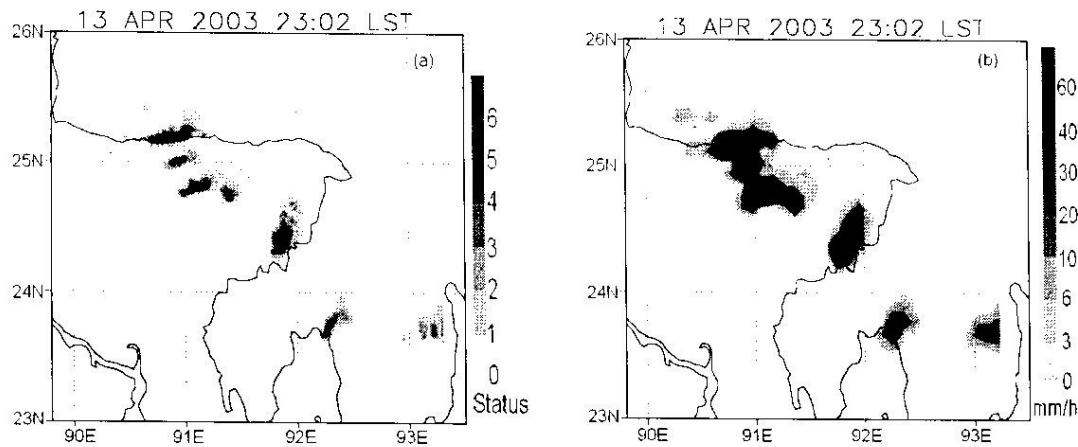 13 APR 2003 23:02 LST
(a)
26N
25N
24N
23N
90E 91E 92E 93E
6
5
4
3
2
1
0
Status
13 APR 2003 23:02 LST
(b)
26N
25N
24N
23N
90E 91E 92E 93E
60
40
30
20
10
6
3
0
mm/h